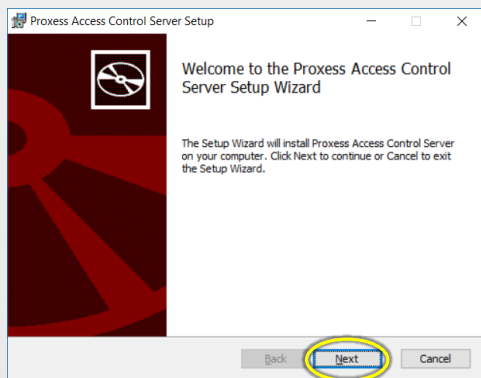 Proxess Access Control Server Setup
Welcome to the Proxess Access Control
Server Setup Wizard
The Setup Wizard will install Proxess Access Control Server
on your computer. Click Next to continue or Cancel to exit
the Setup Wizard.
Back Next Cancel